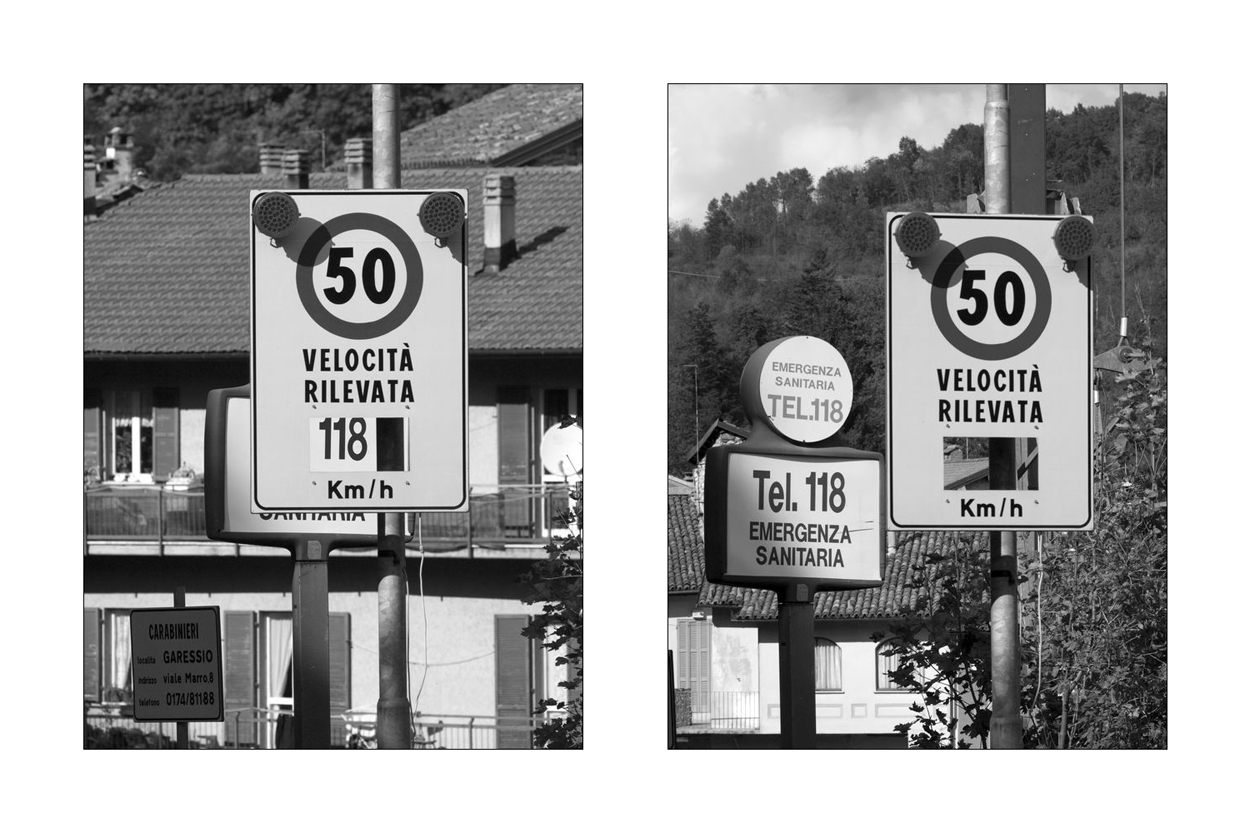 50
VELOCITÀ
RILEVATA
118
Km/h
SANITARIA
CARABINIERI
localita GARESSIO
indirizzo viale Marro,8
telefono 0174/81188
EMERGENZA
SANITARIA
TEL.118
Tel. 118
EMERGENZA
SANITARIA
50
VELOCITÀ
RILEVATA
Km/h